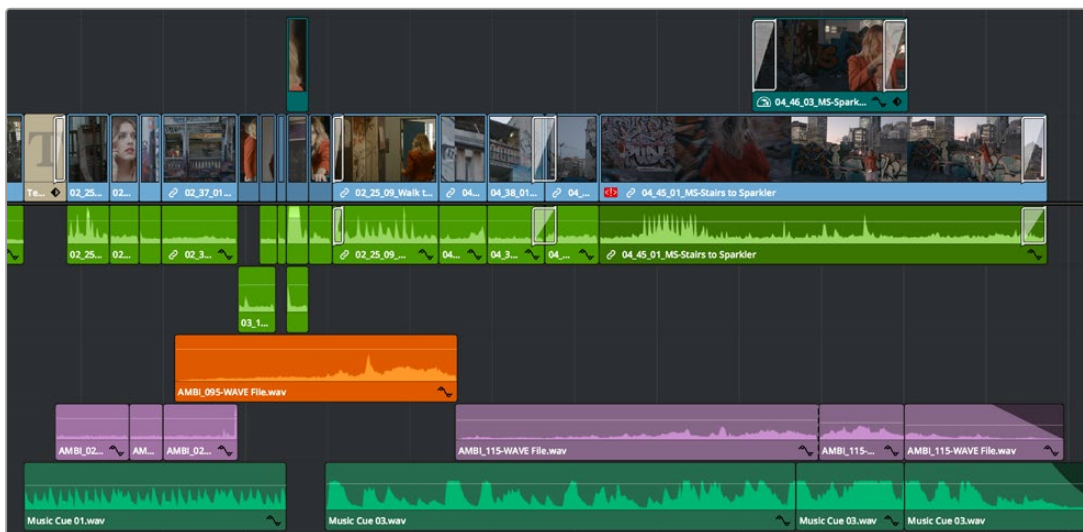 04_46_03_MS-Spark...
Te...
02_25...
02...
02_37_01...
02_25_09_Walk t...
04...
04_38_01...
04_...
04_45_01_MS-Stairs to Sparkler
02_25...
02...
02_3...
02_25_09_...
04...
04_3...
04_...
04_45_01_MS-Stairs to Sparkler
03_1...
AMBI_095-WAVE File.wav
AMBI_02...
AM...
AMBI_02...
AMBI_115-WAVE File.wav
AMBI_115-...
AMBI_115-WAVE File.wav
Music Cue 01.wav
Music Cue 03.wav
Music Cue 03.wav
Music Cue 03.wav